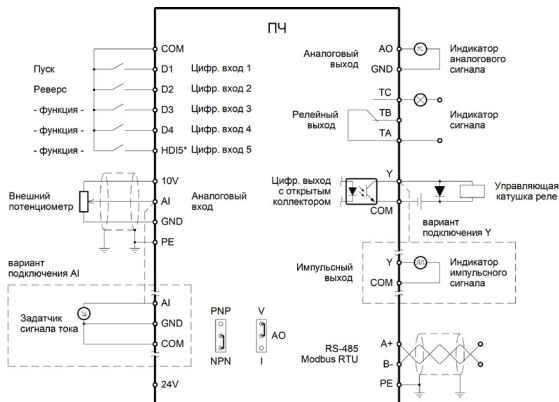 ПЧ
COM
Пуск
D1
Цифр. вход 1
Реверс
D2
Цифр. вход 2
- функция -
D3
Цифр. вход 3
- функция -
D4
Цифр. вход 4
- функция -
HDI5*
Цифр. вход 5
10V
Внешний
потенциометр
AI
Аналоговый
вход
GND
PE
вариант
подключения AI
Задатчик
сигнала тока
AI
GND
COM
24V
PNP
NPN
V
AO
I
Аналоговый
выход
AO
GND
Индикатор
аналогового
сигнала
Релейный
выход
TC
TB
TA
Индикатор
сигнала
Цифр. выход
с открытым
коллектором
Y
COM
Управляющая
катушка реле
вариант
подключения Y
Импульсный
выход
Y
COM
Индикатор
импульсного
сигнала
RS-485
Modbus RTU
A+
B-
PE